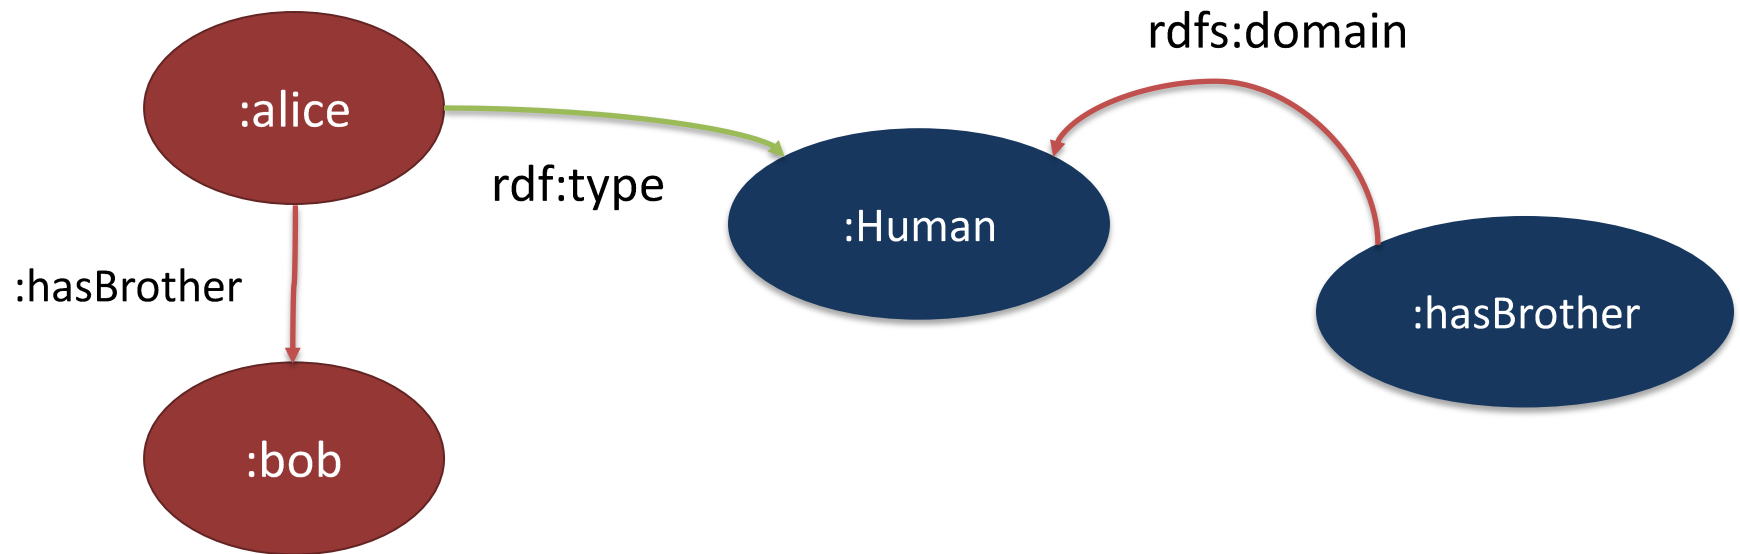 rdfs:domain
:alice
rdf:type
:Human
:hasBrother
:hasBrother
:bob